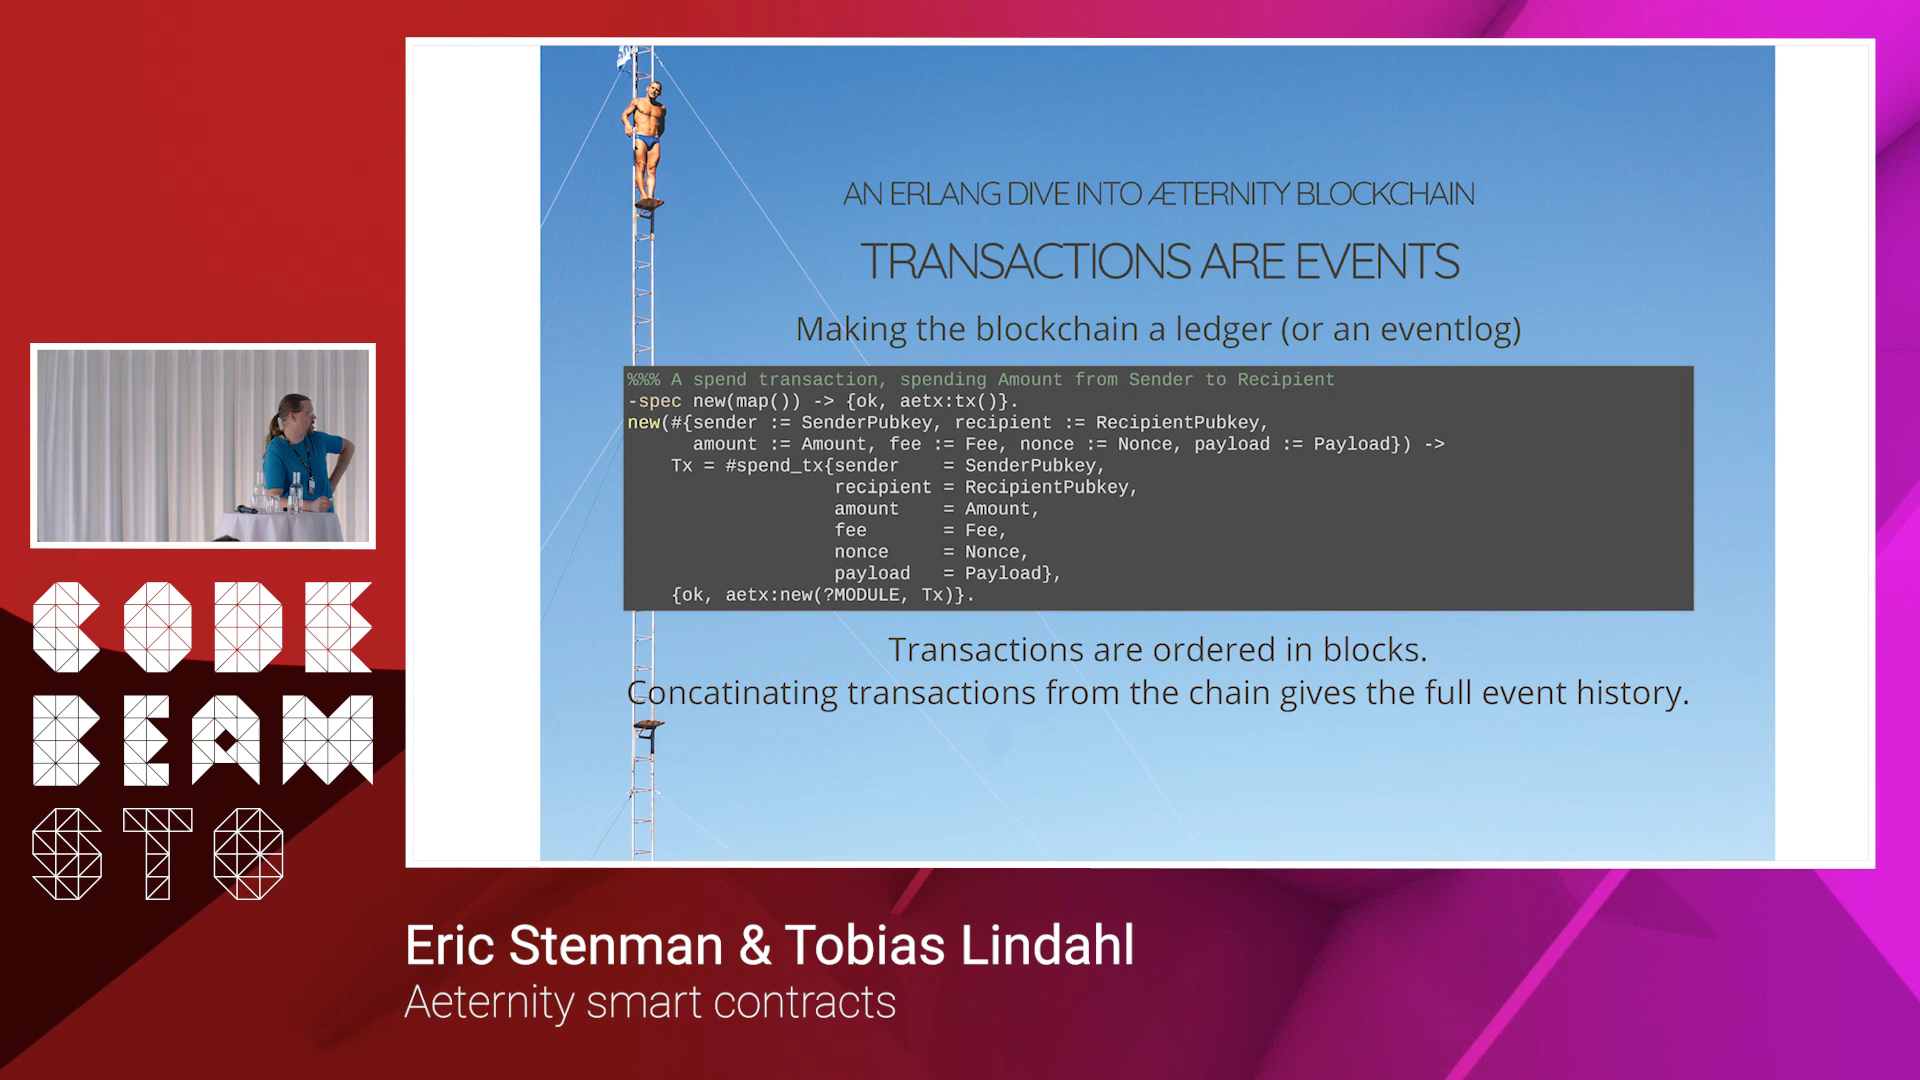 AN ERLANG DIVE INTO ÆTERNITY BLOCKCHAIN
TRANSACTIONS ARE EVENTS
Making the blockchain a ledger (or an eventlog)
%%% A spend transaction, spending Amount from Sender to Recipient
-spec new(map()) -> {ok, aetx:tx()}.
new(#{sender := SenderPubkey, recipient := RecipientPubkey,
      amount := Amount, fee := Fee, nonce := Nonce, payload := Payload}) ->
    Tx = #spend_tx{sender    = SenderPubkey,
                   recipient = RecipientPubkey,
                   amount    = Amount,
                   fee       = Fee,
                   nonce     = Nonce,
                   payload   = Payload},
    {ok, aetx:new(?MODULE, Tx)}.
Transactions are ordered in blocks.
Concatinating transactions from the chain gives the full event history.
CODE
BEAM
STO
Eric Stenman & Tobias Lindahl
Aeternity smart contracts